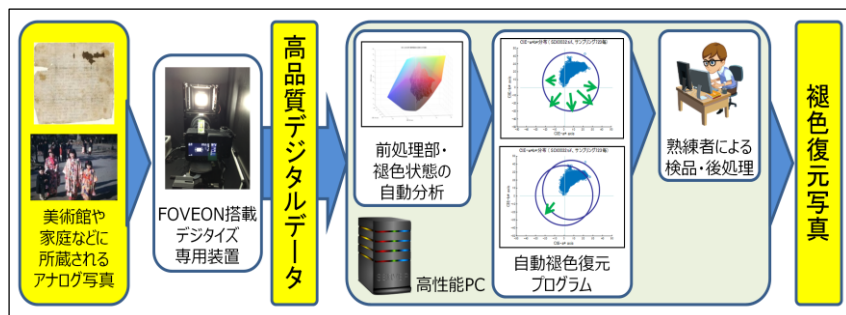 美術館や
家庭などに
所蔵される
アナログ写真
FOVEON搭載
デジタイズ
専用装置
高品質デジタルデータ
前処理部・
褪色状態の
自動分析
高性能PC
自動褪色復元
プログラム
熟練者による
検品・後処理
褪色復元写真